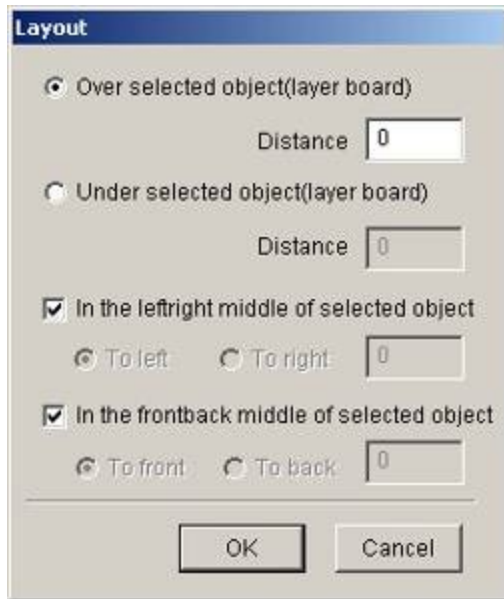 Layout
Over selected object(layer board)
Distance 0
Under selected object(layer board)
Distance 0
In the leftright middle of selected object
To left To right 0
In the frontback middle of selected object
To front To back 0
OK Cancel